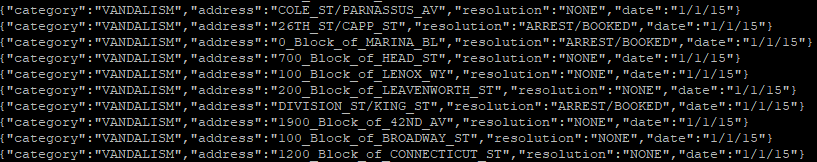 {"category":"VANDALISM","address":"COLE_ST/PARNASSUS_AV","resolution":"NONE","date":"1/1/15"}
{"category":"VANDALISM","address":"26TH_ST/CAPP_ST","resolution":"ARREST/BOOKED","date":"1/1/15"}
{"category":"VANDALISM","address":"0_Block_of_MARINA_BL","resolution":"ARREST/BOOKED","date":"1/1/15"}
{"category":"VANDALISM","address":"700_Block_of_HEAD_ST","resolution":"NONE","date":"1/1/15"}
{"category":"VANDALISM","address":"100_Block_of_LENOX_WY","resolution":"NONE","date":"1/1/15"}
{"category":"VANDALISM","address":"200_Block_of_LEAVENWORTH_ST","resolution":"NONE","date":"1/1/15"}
{"category":"VANDALISM","address":"DIVISION_ST/KING_ST","resolution":"ARREST/BOOKED","date":"1/1/15"}
{"category":"VANDALISM","address":"1900_Block_of_42ND_AV","resolution":"NONE","date":"1/1/15"}
{"category":"VANDALISM","address":"100_Block_of_BROADWAY_ST","resolution":"NONE","date":"1/1/15"}
{"category":"VANDALISM","address":"1200_Block_of_CONNECTICUT_ST","resolution":"NONE","date":"1/1/15"}